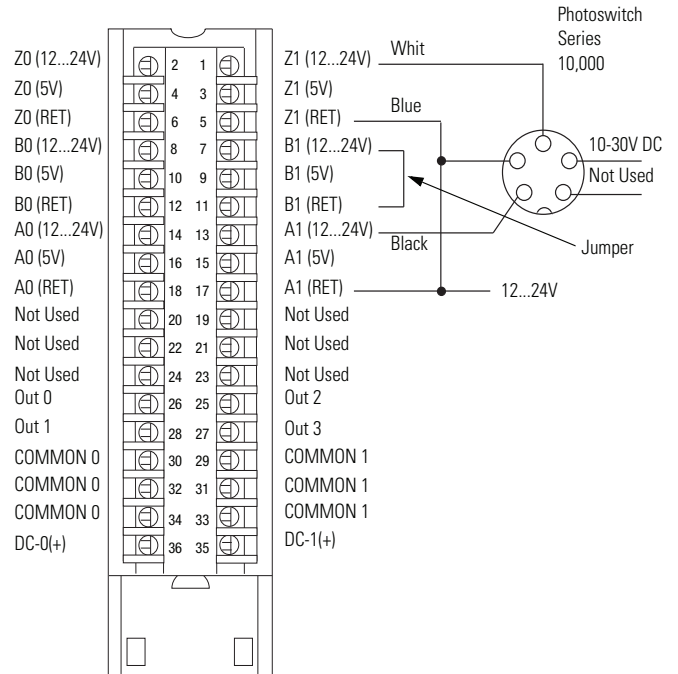 Photoswitch
Series
10,000
Z0 (12...24V) 2 1 Z1 (12...24V) Whit
Z0 (5V) 4 3 Z1 (5V)
Z0 (RET) 6 5 Z1 (RET) Blue
B0 (12...24V) 8 7 B1 (12...24V) 10-30V DC
B0 (5V) 10 9 B1 (5V) Not Used
B0 (RET) 12 11 B1 (RET)
A0 (12...24V) 14 13 A1 (12...24V) Black Jumper
A0 (5V) 16 15 A1 (5V)
A0 (RET) 18 17 A1 (RET) 12...24V
Not Used 20 19 Not Used
Not Used 22 21 Not Used
Not Used 24 23 Not Used
Out 0 26 25 Out 2
Out 1 28 27 Out 3
COMMON 0 30 29 COMMON 1
COMMON 0 32 31 COMMON 1
COMMON 0 34 33 COMMON 1
DC-0(+) 36 35 DC-1(+)